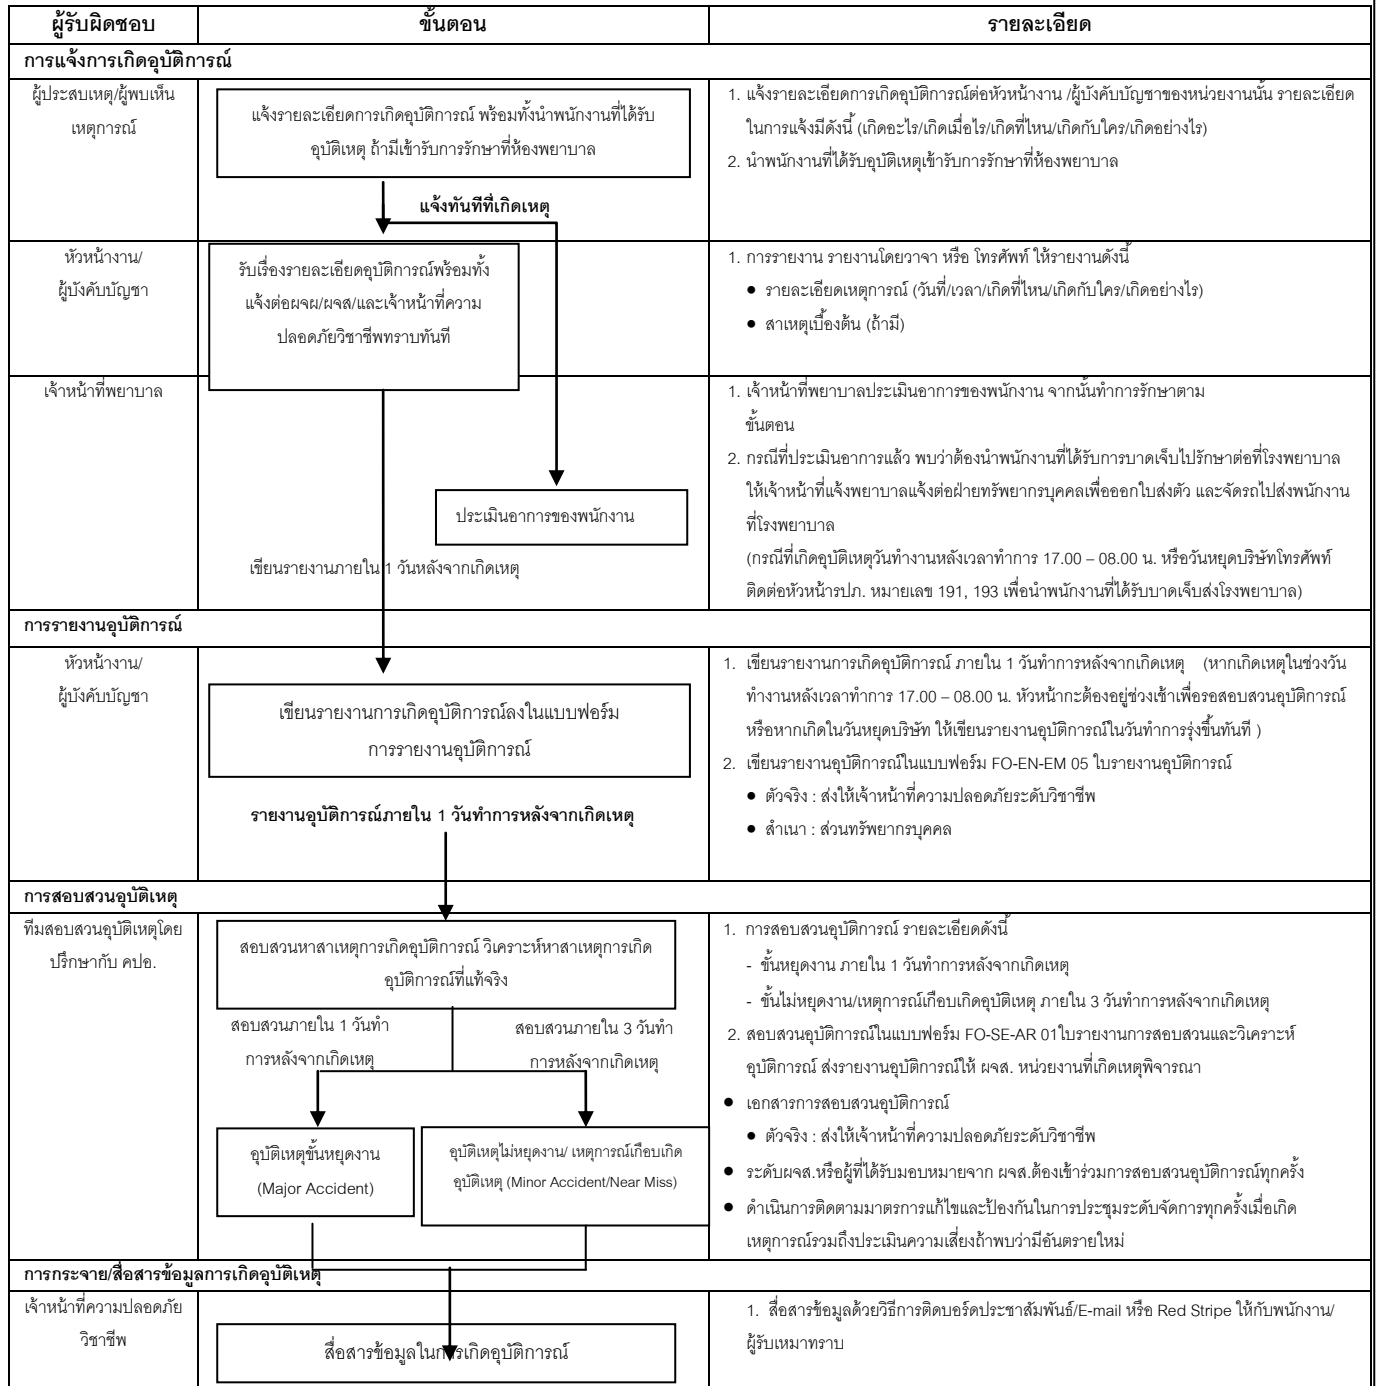 ผู้รับผิดชอบ
ขั้นตอน
รายละเอียด
การแจ้งการเกิดอุบัติการณ์
ผู้ประสบเหตุ/ผู้พบเห็น
เหตุการณ์
แจ้งรายละเอียดการเกิดอุบัติการณ์ พร้อมทั้งนำพนักงานที่ได้รับ
อุบัติเหตุ ถ้ามีเข้ารับการรักษาที่ห้องพยาบาล
แจ้งทันทีที่เกิดเหตุ
1. แจ้งรายละเอียดการเกิดอุบัติการณ์ต่อหัวหน้างาน /ผู้บังคับบัญชาของหน่วยงานนั้น รายละเอียด
ในการแจ้งมีดังนี้ (เกิดอะไร/เกิดเมื่อไร/เกิดที่ไหน/เกิดกับใคร/เกิดอย่างไร)
2. นำพนักงานที่ได้รับอุบัติเหตุเข้ารับการรักษาที่ห้องพยาบาล
หัวหน้างาน/
ผู้บังคับบัญชา
รับเรื่องรายละเอียดอุบัติการณ์พร้อมทั้ง
แจ้งต่อผจผ/ผจส/และเจ้าหน้าที่ความ
ปลอดภัยวิชาชีพทราบทันที
1. การรายงาน รายงานโดยวาจา หรือ โทรศัพท์ ให้รายงานดังนี้
● รายละเอียดเหตุการณ์ (วันที่/เวลา/เกิดที่ไหน/เกิดกับใคร/เกิดอย่างไร)
● สาเหตุเบื้องต้น (ถ้ามี)
เจ้าหน้าที่พยาบาล
ประเมินอาการของพนักงาน
เขียนรายงานภายใน 1 วันหลังจากเกิดเหตุ
1. เจ้าหน้าที่พยาบาลประเมินอาการของพนักงาน จากนั้นทำการรักษาตาม
ขั้นตอน
2. กรณีที่ประเมินอาการแล้ว พบว่าต้องนำพนักงานที่ได้รับการบาดเจ็บไปรักษาต่อที่โรงพยาบาล
ให้เจ้าหน้าที่แจ้งพยาบาลแจ้งต่อฝ่ายทรัพยากรบุคคลเพื่อออกใบส่งตัว และจัดรถไปส่งพนักงาน
ที่โรงพยาบาล
(กรณีที่เกิดอุบัติเหตุวันทำงานหลังเวลาทำการ 17.00 – 08.00 น. หรือวันหยุดบริษัทโทรศัพท์
ติดต่อหัวหน้ารปภ. หมายเลข 191, 193 เพื่อนำพนักงานที่ได้รับบาดเจ็บส่งโรงพยาบาล)
การรายงานอุบัติการณ์
หัวหน้างาน/
ผู้บังคับบัญชา
เขียนรายงานการเกิดอุบัติการณ์ลงในแบบฟอร์ม
การรายงานอุบัติการณ์
รายงานอุบัติการณ์ภายใน 1 วันทำการหลังจากเกิดเหตุ
1. เขียนรายงานการเกิดอุบัติการณ์ ภายใน 1 วันทำการหลังจากเกิดเหตุ (หากเกิดเหตุในช่วงวัน
ทำงานหลังเวลาทำการ 17.00 – 08.00 น. หัวหน้ากะต้องอยู่ช่วงเช้าเพื่อรอสอบสวนอุบัติการณ์
หรือหากเกิดในวันหยุดบริษัท ให้เขียนรายงานอุบัติการณ์ในวันทำการรุ่งขึ้นทันที )
2. เขียนรายงานอุบัติการณ์ในแบบฟอร์ม FO-EN-EM 05 ใบรายงานอุบัติการณ์
● ตัวจริง : ส่งให้เจ้าหน้าที่ความปลอดภัยระดับวิชาชีพ
● สำเนา : ส่วนทรัพยากรบุคคล
การสอบสวนอุบัติเหตุ
ทีมสอบสวนอุบัติเหตุโดย
ปรึกษากับ คปอ.
สอบสวนหาสาเหตุการเกิดอุบัติการณ์ วิเคราะห์หาสาเหตุการเกิด
อุบัติการณ์ที่แท้จริง
สอบสวนภายใน 1 วันทำ
การหลังจากเกิดเหตุ
สอบสวนภายใน 3 วันทำ
การหลังจากเกิดเหตุ
อุบัติเหตุขั้นหยุดงาน
(Major Accident)
อุบัติเหตุไม่หยุดงาน/ เหตุการณ์เกือบเกิด
อุบัติเหตุ (Minor Accident/Near Miss)
1. การสอบสวนอุบัติการณ์ รายละเอียดดังนี้
- ขั้นหยุดงาน ภายใน 1 วันทำการหลังจากเกิดเหตุ
- ขั้นไม่หยุดงาน/เหตุการณ์เกือบเกิดอุบัติเหตุ ภายใน 3 วันทำการหลังจากเกิดเหตุ
2. สอบสวนอุบัติการณ์ในแบบฟอร์ม FO-SE-AR 01ใบรายงานการสอบสวนและวิเคราะห์
อุบัติการณ์ ส่งรายงานอุบัติการณ์ให้ ผจส. หน่วยงานที่เกิดเหตุพิจารณา
● เอกสารการสอบสวนอุบัติการณ์
● ตัวจริง : ส่งให้เจ้าหน้าที่ความปลอดภัยระดับวิชาชีพ
● ระดับผจส.หรือผู้ที่ได้รับมอบหมายจาก ผจส.ต้องเข้าร่วมการสอบสวนอุบัติการณ์ทุกครั้ง
● ดำเนินการติดตามมาตรการแก้ไขและป้องกันในการประชุมระดับจัดการทุกครั้งเมื่อเกิด
เหตุการณ์รวมถึงประเมินความเสี่ยงถ้าพบว่ามีอันตรายใหม่
การกระจาย/สื่อสารข้อมูลการเกิดอุบัติเหตุ
เจ้าหน้าที่ความปลอดภัย
วิชาชีพ
สื่อสารข้อมูลในการเกิดอุบัติการณ์
1. สื่อสารข้อมูลด้วยวิธีการติดบอร์ดประชาสัมพันธ์/E-mail หรือ Red Stripe ให้กับพนักงาน/
ผู้รับเหมาทราบ